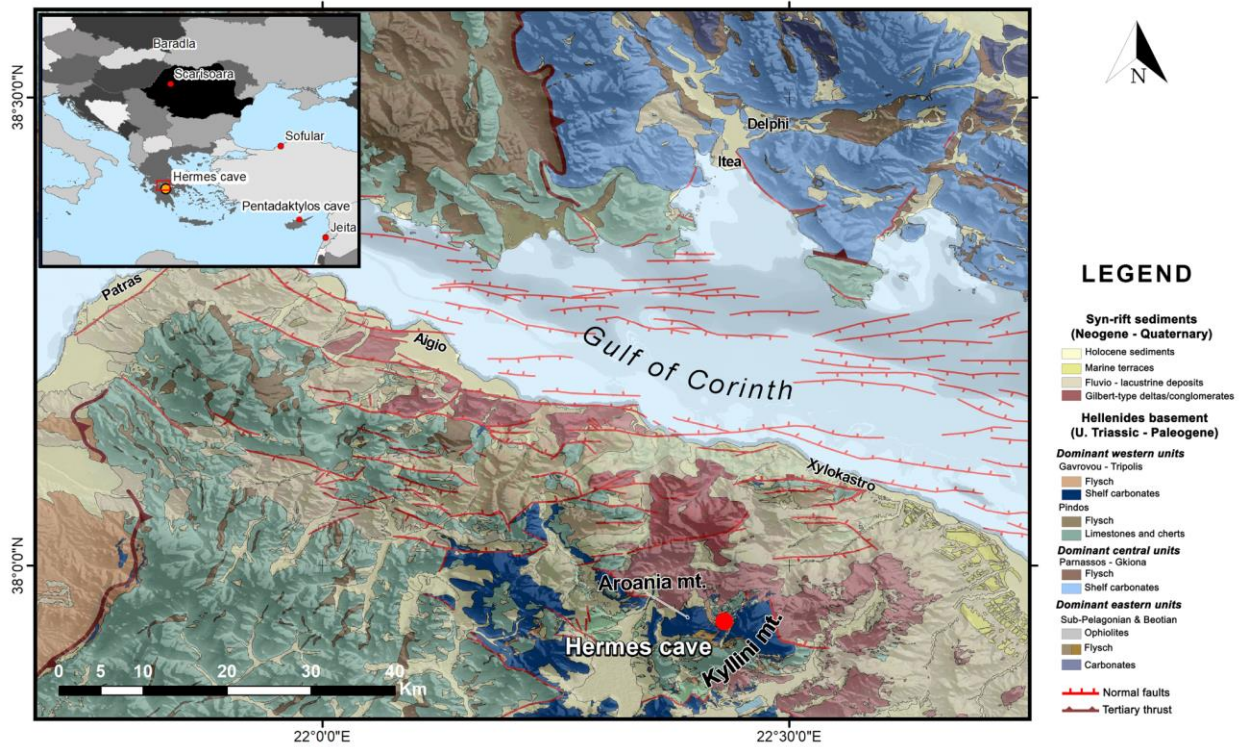 Baradla
Scarisoara
Sofular
Hermes cave
Pentadaktylos cave
Jeita
38°30'0"N
38°0'0"N
Delphi
Itea
Patras
Aigio
Gulf of Corinth
Xylokastro
Aroania mt.
Hermes cave
Kyllini mt.
0 5 10 20 30 40
Km
22°0'0"E
22°30'0"E
N
LEGEND
Syn-rift sediments
(Neogene - Quaternary)
Holocene sediments
Marine terraces
Fluvio - lacustrine deposits
Gilbert-type deltas/conglomerates
Hellenides basement
(U. Triassic - Paleogene)
Dominant western units
Gavrovou - Tripolis
Flysch
Shelf carbonates
Pindos
Flysch
Limestones and cherts
Dominant central units
Parnassos - Gkiona
Flysch
Shelf carbonates
Dominant eastern units
Sub-Pelagonian & Beotian
Ophiolites
Flysch
Carbonates
Normal faults
Tertiary thrust